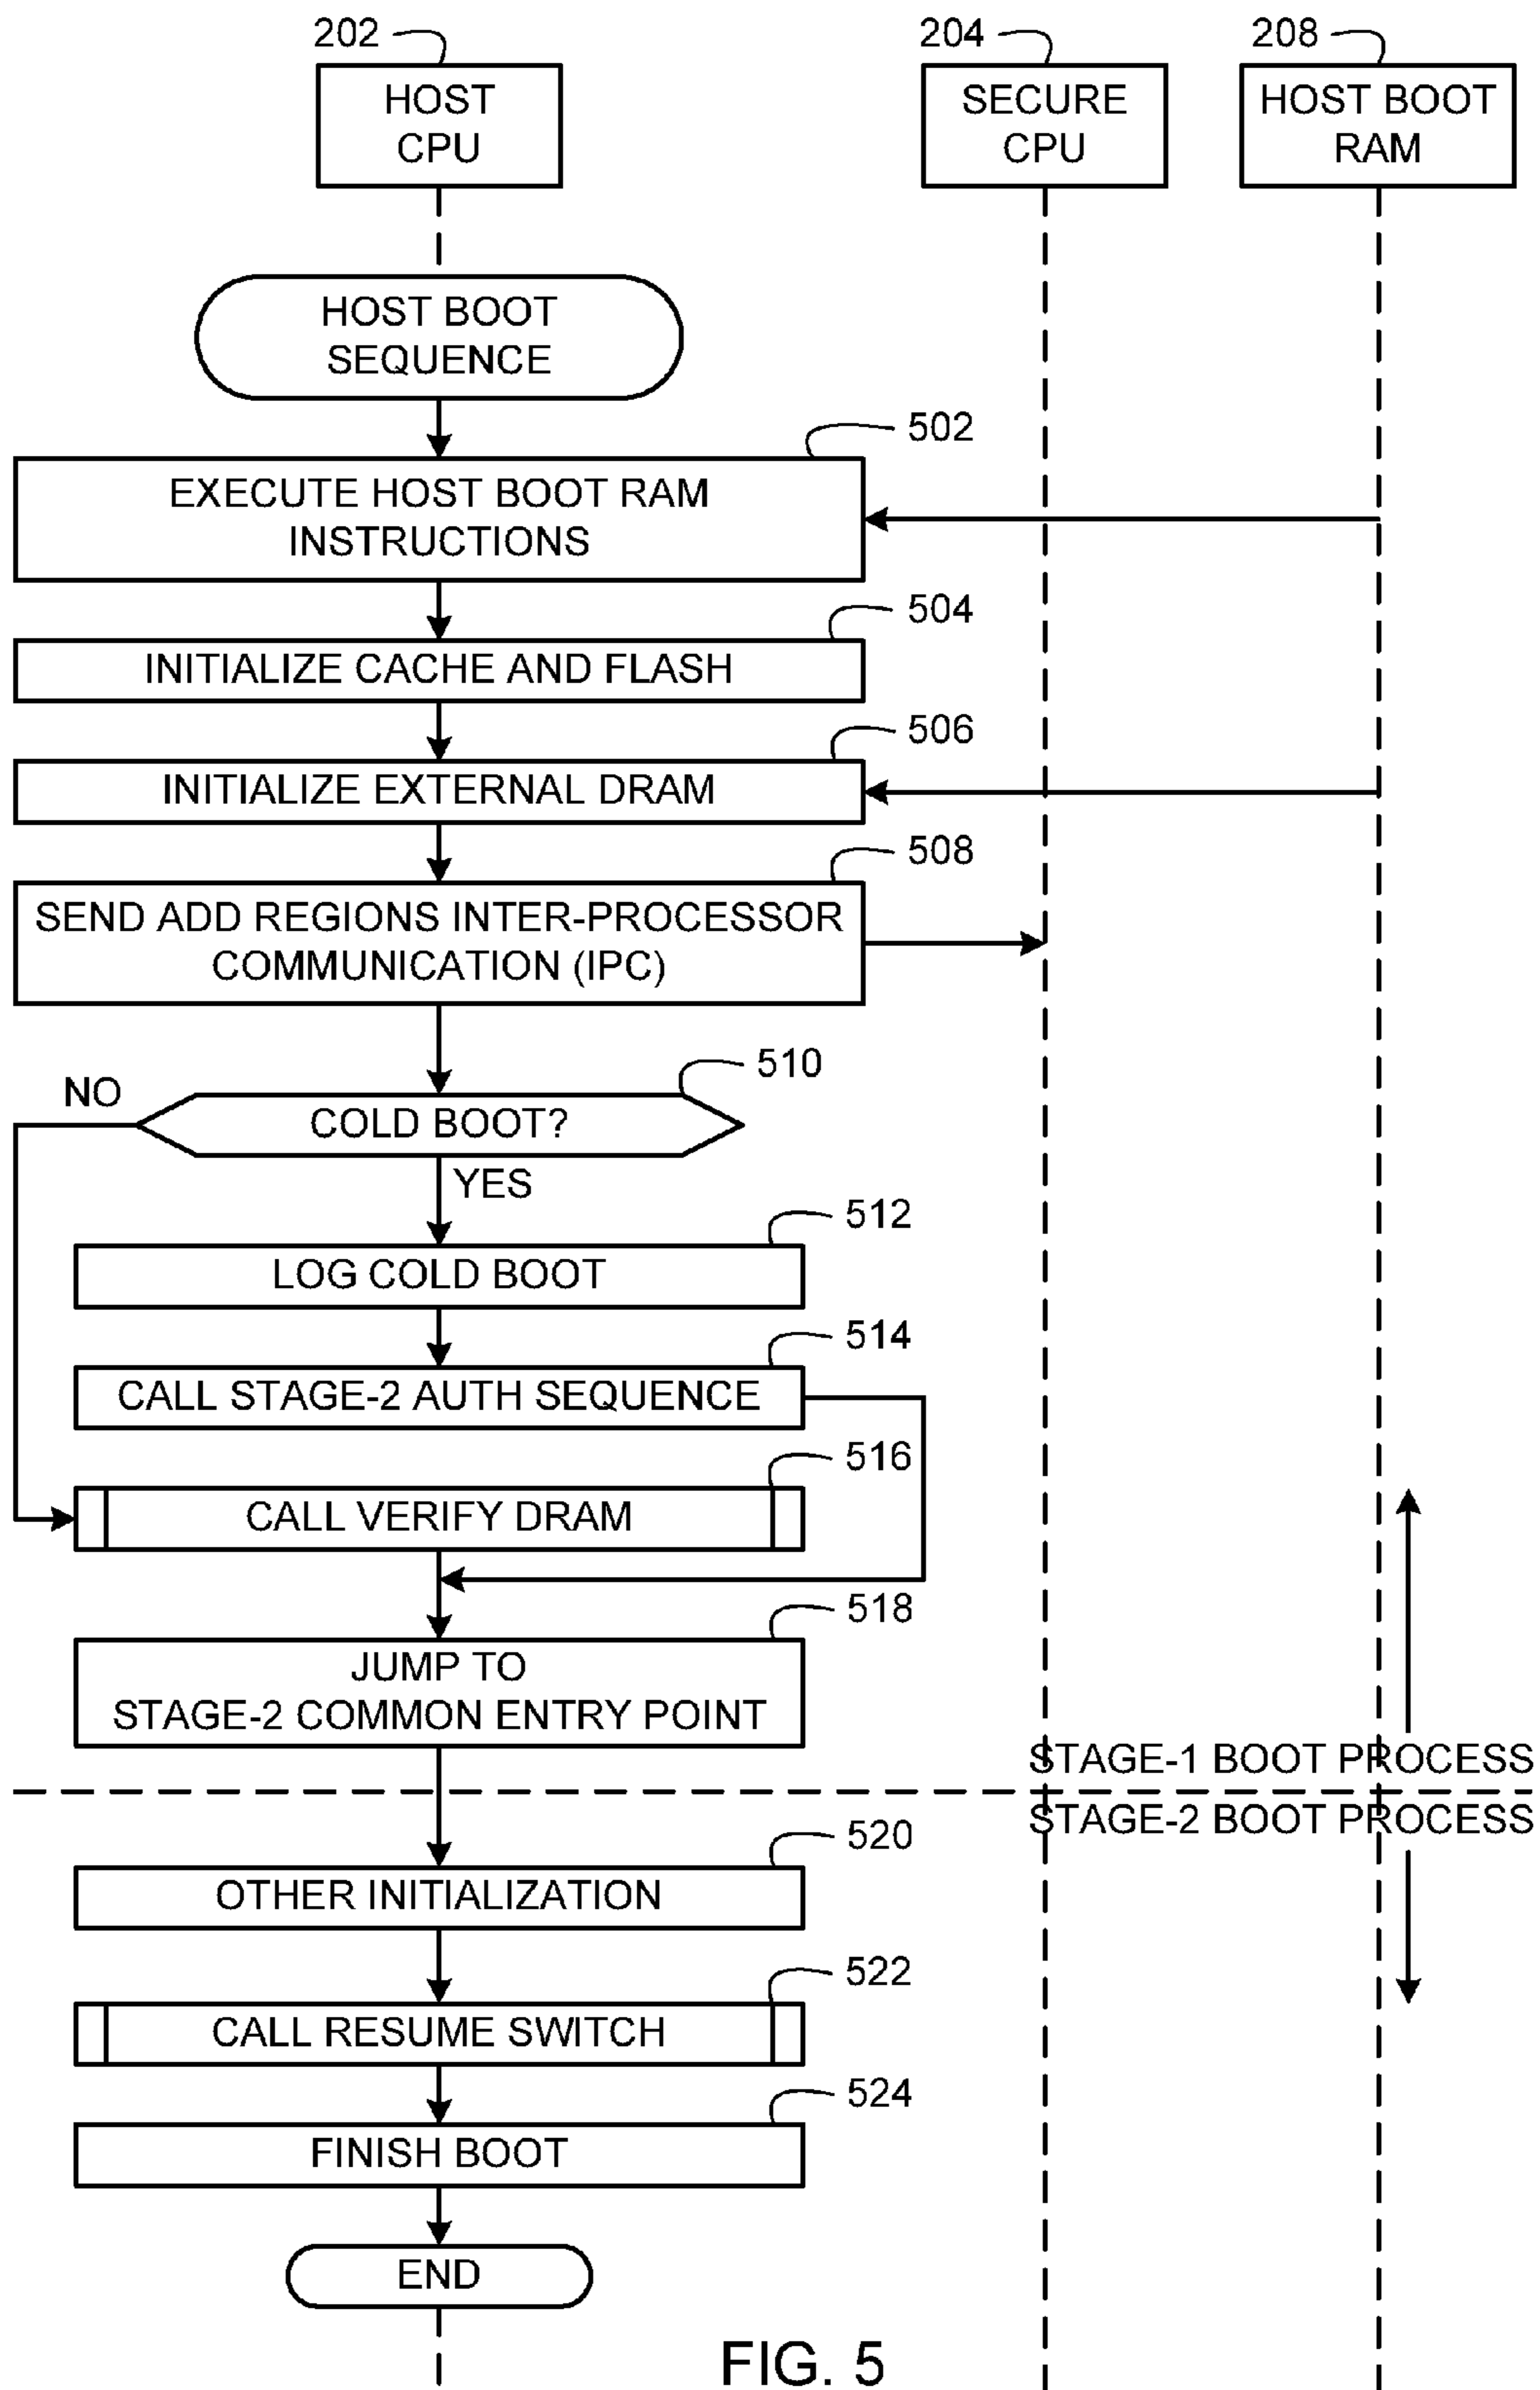 202
204
208
HOST
CPU
SECURE
CPU
HOST BOOT
RAM
HOST BOOT
SEQUENCE
502
EXECUTE HOST BOOT RAM
INSTRUCTIONS
504
INITIALIZE CACHE AND FLASH
506
INITIALIZE EXTERNAL DRAM
508
SEND ADD REGIONS INTER-PROCESSOR
COMMUNICATION (IPC)
510
NO
COLD BOOT?
YES
512
LOG COLD BOOT
514
CALL STAGE-2 AUTH SEQUENCE
516
CALL VERIFY DRAM
518
JUMP TO
STAGE-2 COMMON ENTRY POINT
STAGE-1 BOOT PROCESS
STAGE-2 BOOT PROCESS
520
OTHER INITIALIZATION
522
CALL RESUME SWITCH
524
FINISH BOOT
END
FIG. 5